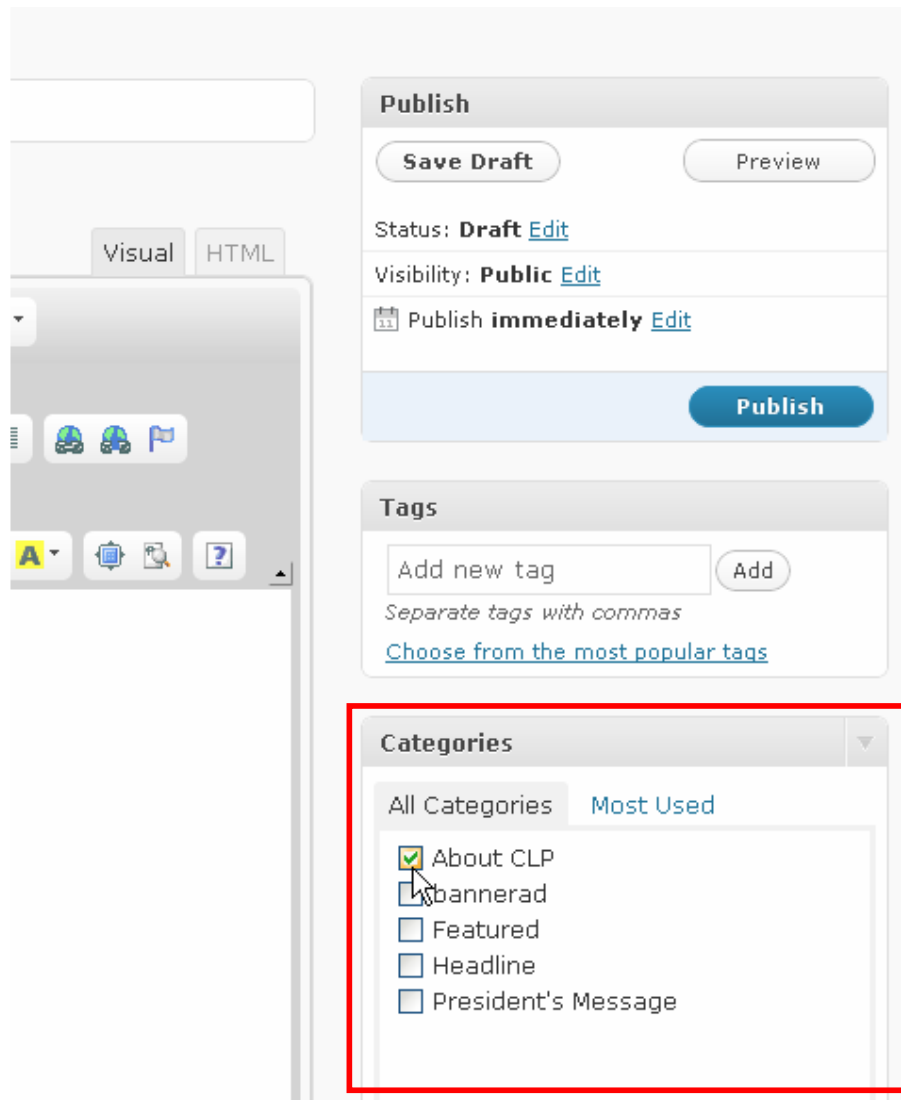 Publish
Save Draft Preview
Status: Draft Edit
Visibility: Public Edit
11 Publish immediately Edit
Publish
Visual HTML
A
?
Tags
Add new tag Add
Separate tags with commas
Choose from the most popular tags
Categories
All Categories Most Used
About CLP
bannerad
Featured
Headline
President's Message